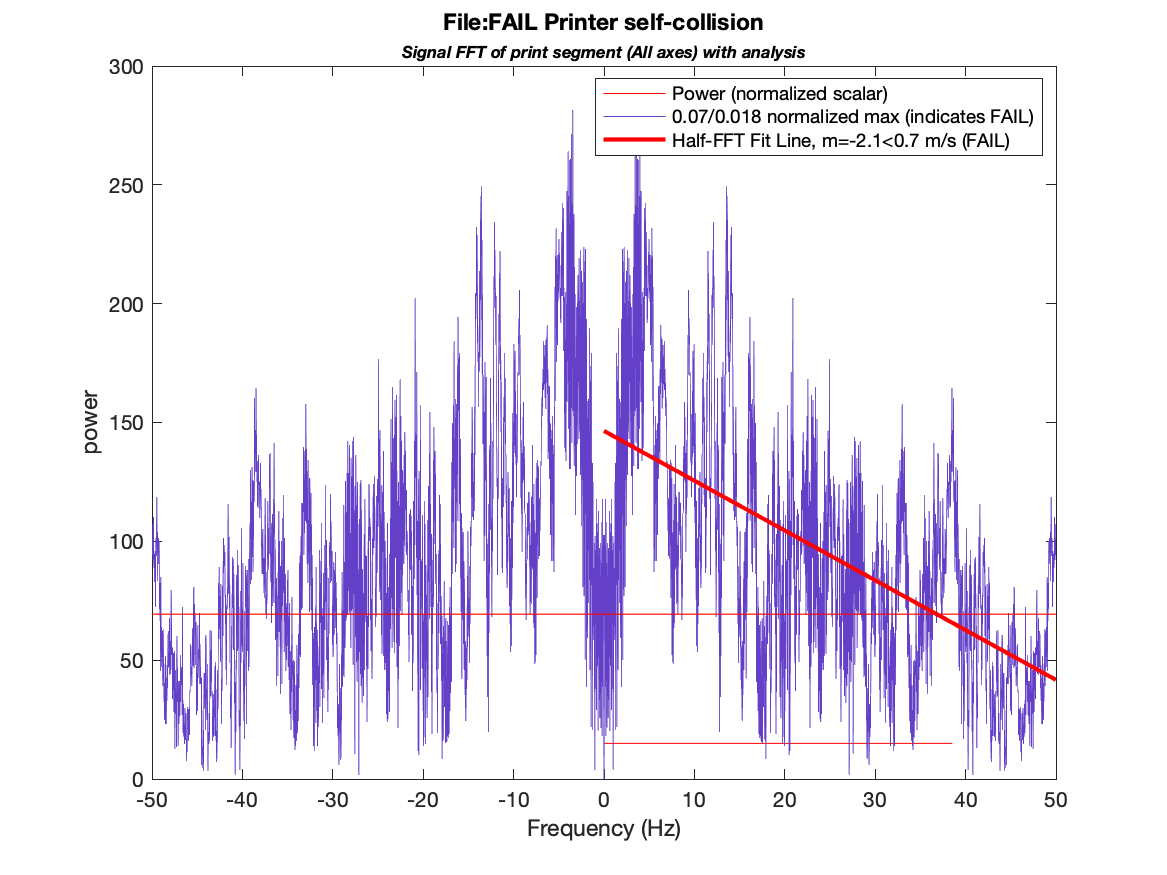 File:FAIL Printer self-collision
Signal FFT of print segment (All axes) with analysis
300
250
200
150
100
50
0
power
Power (normalized scalar)
0.07/0.018 normalized max (indicates FAIL)
Half-FFT Fit Line, m=-2.1<0.7 m/s (FAIL)
-50 -40 -30 -20 -10 0 10 20 30 40 50
Frequency (Hz)